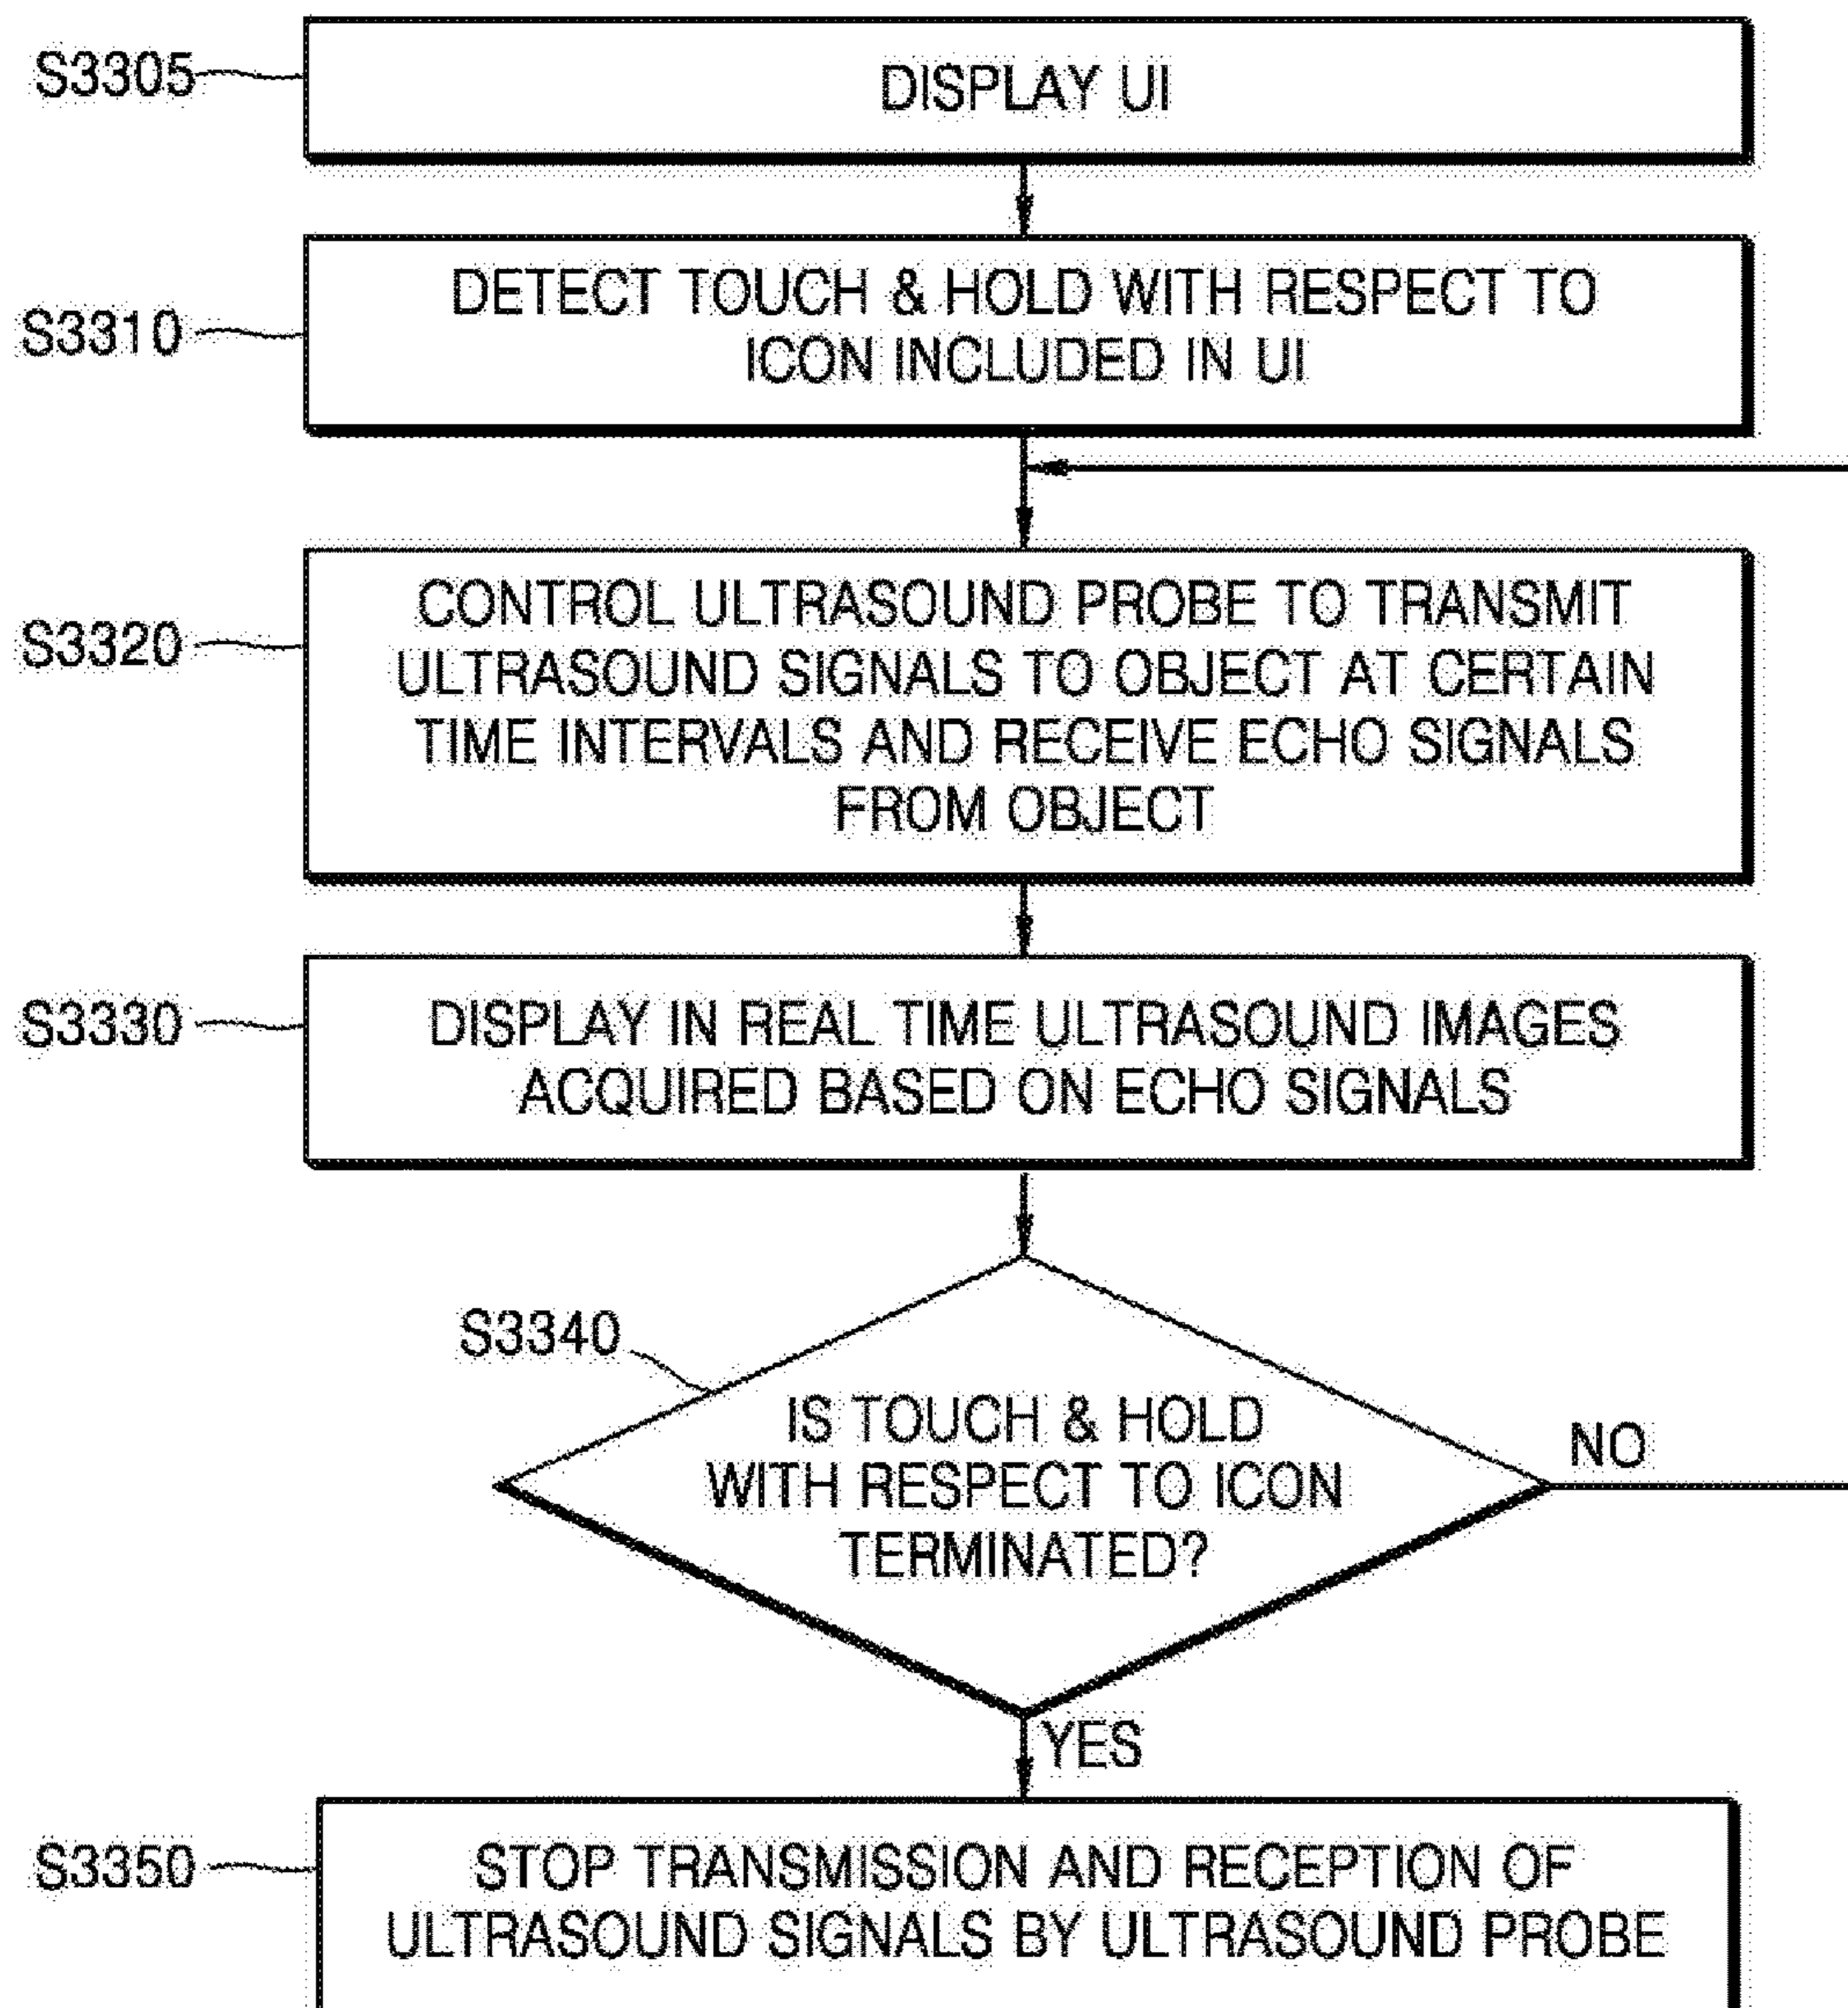 S3305
DISPLAY UI
S3310
DETECT TOUCH & HOLD WITH RESPECT TO
ICON INCLUDED IN UI
S3320
CONTROL ULTRASOUND PROBE TO TRANSMIT
ULTRASOUND SIGNALS TO OBJECT AT CERTAIN
TIME INTERVALS AND RECEIVE ECHO SIGNALS
FROM OBJECT
S3330
DISPLAY IN REAL TIME ULTRASOUND IMAGES
ACQUIRED BASED ON ECHO SIGNALS
S3340
IS TOUCH & HOLD
WITH RESPECT TO ICON
TERMINATED?
NO
YES
S3350
STOP TRANSMISSION AND RECEPTION OF
ULTRASOUND SIGNALS BY ULTRASOUND PROBE